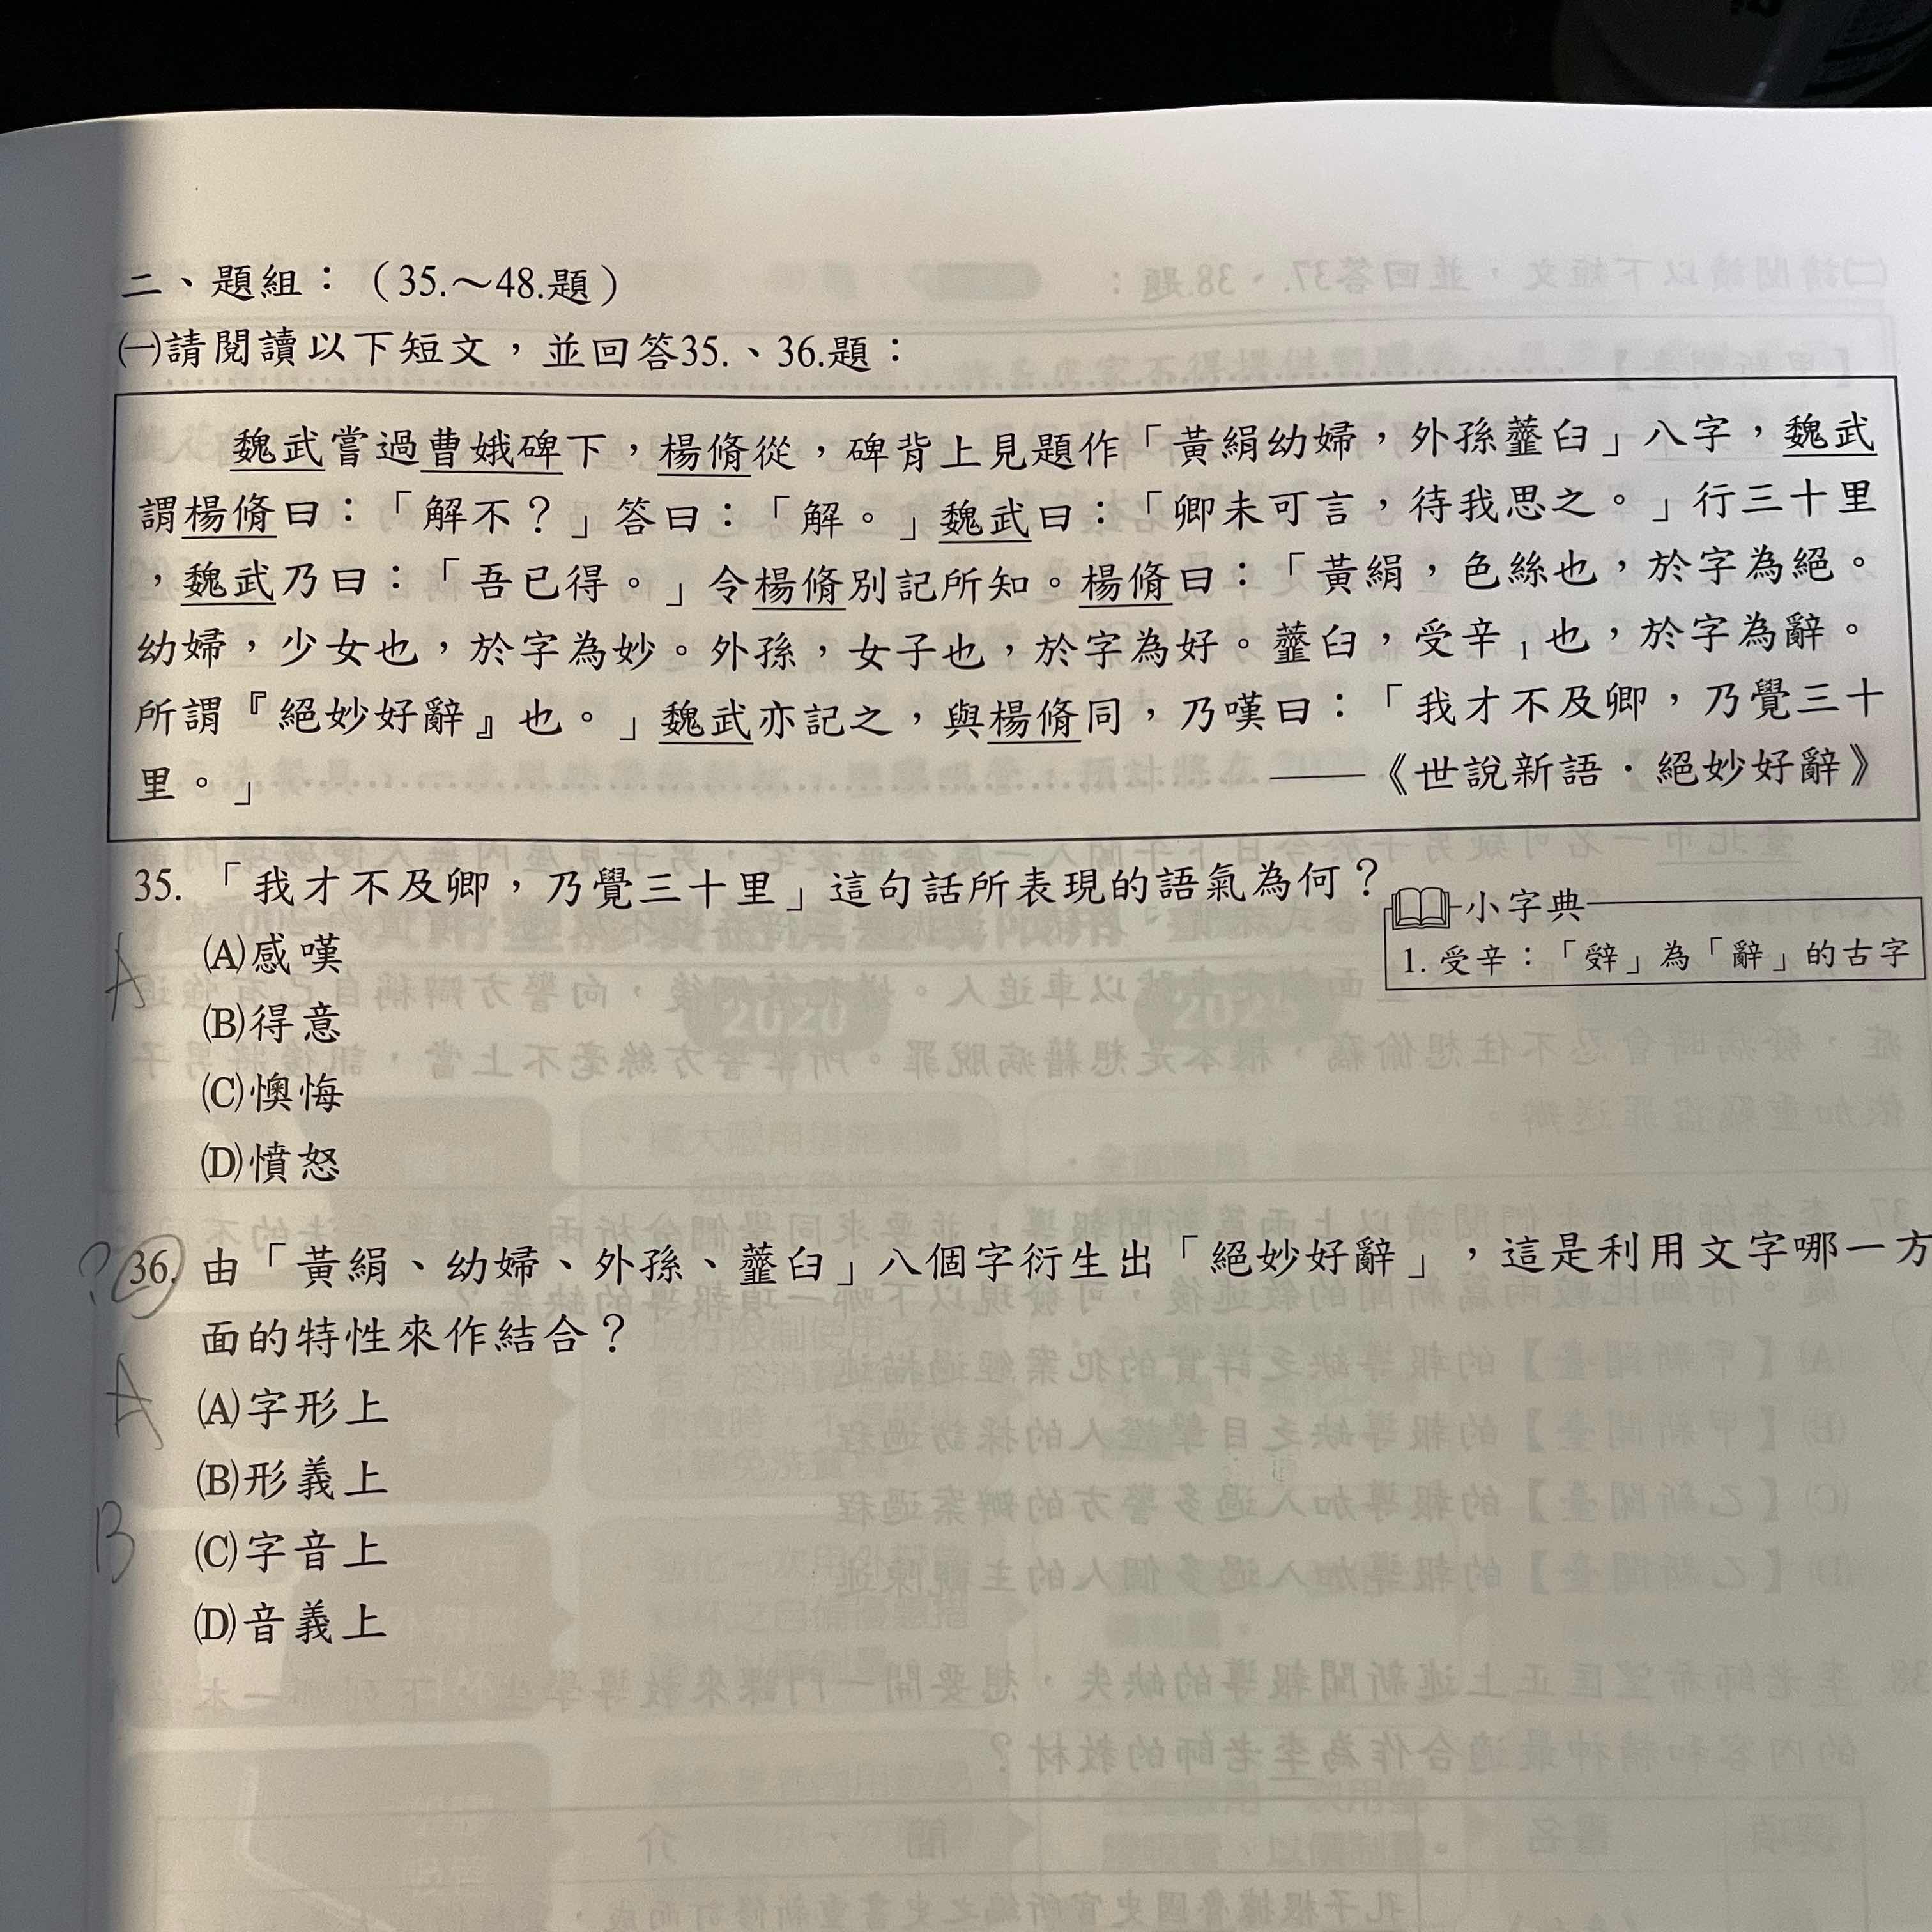 二、題組：（35.～48.題）
㈠請閱讀以下短文，並回答35.、36.題：
魏武嘗過曹娥碑下，楊脩從，碑背上見題作「黃絹幼婦，外孫虀臼」八字，魏武
謂楊脩曰：「解不？」答曰：「解。」魏武曰：「卿未可言，待我思之。」行三十里
，魏武乃曰：「吾已得。」令楊脩別記所知。楊脩曰：「黃絹，色絲也，於字為絕。
幼婦，少女也，於字為妙。外孫，女子也，於字為好。虀臼，受辛1也，於字為辭。
所謂『絕妙好辭』也。」魏武亦記之，與楊脩同，乃嘆曰：「我才不及卿，乃覺三十
里。」 ——《世說新語·絕妙好辭》
35. 「我才不及卿，乃覺三十里」這句話所表現的語氣為何？
小字典
1. 受辛：「辤」為「辭」的古字
A
(A)感嘆
(B)得意
(C)懊悔
(D)憤怒
? 36. 由「黃絹、幼婦、外孫、虀臼」八個字衍生出「絕妙好辭」，這是利用文字哪一方
面的特性來作結合？
A
(A)字形上
(B)形義上
B
(C)字音上
(D)音義上